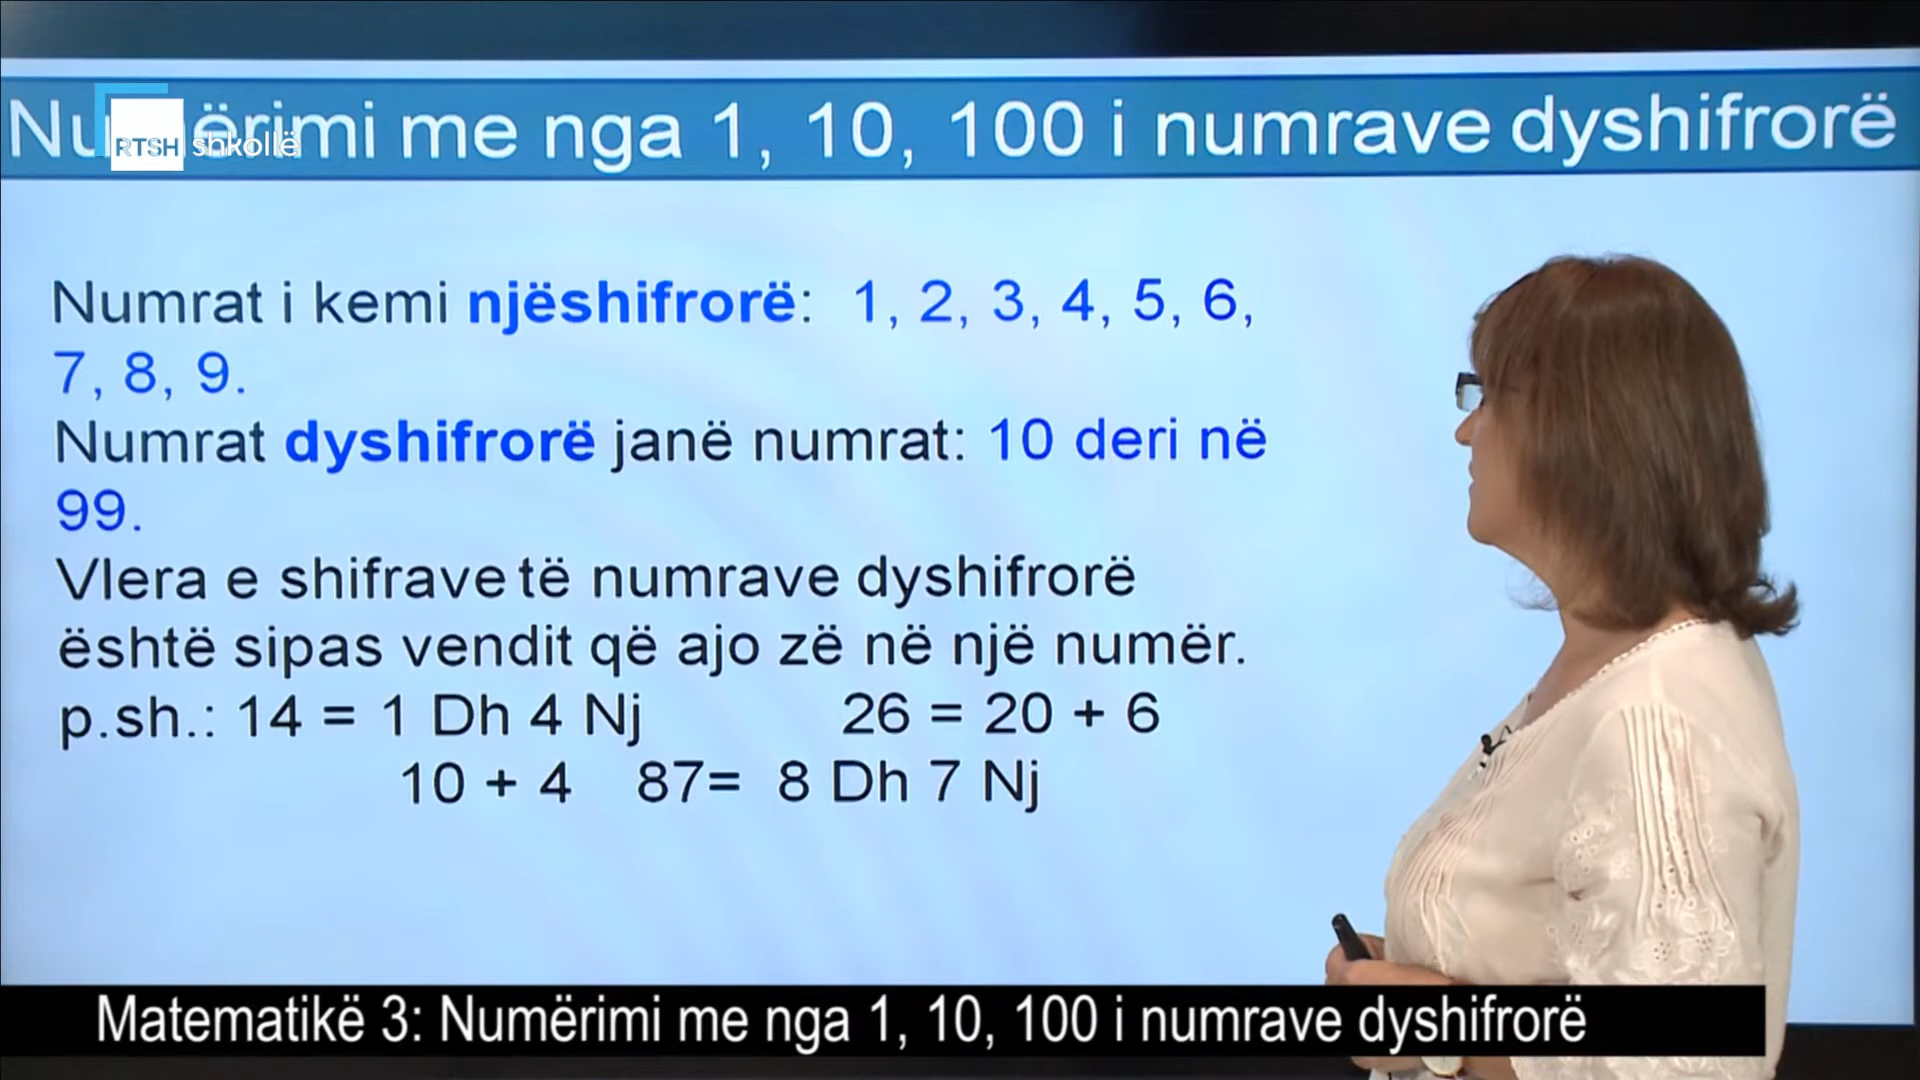 Numërimi me nga 1, 10, 100 i numrave dyshifrorë
RTSH shkollë
Numrat i kemi njëshifrorë: 1, 2, 3, 4, 5, 6,
7, 8, 9.
Numrat dyshifrorë janë numrat: 10 deri në
99.
Vlera e shifrave të numrave dyshifrorë
është sipas vendit që ajo zë në një numër.
p.sh.: 14 = 1 Dh 4 Nj 26 = 20 + 6
10 + 4 87= 8 Dh 7 Nj
Matematikë 3: Numërimi me nga 1, 10, 100 i numrave dyshifrorë